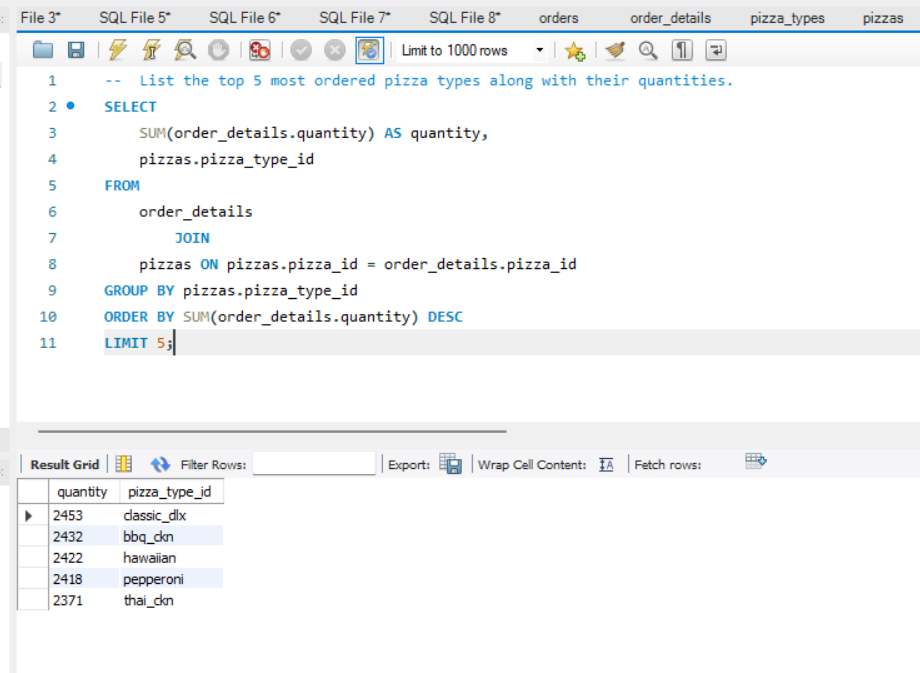 File 3* SQL File 5* SQL File 6* SQL File 7* SQL File 8* orders order_details pizza_types pizzas
Limit to 1000 rows
1 -- List the top 5 most ordered pizza types along with their quantities.
2 SELECT
3 SUM(order_details.quantity) AS quantity,
4 pizzas.pizza_type_id
5 FROM
6 order_details
7 JOIN
8 pizzas ON pizzas.pizza_id = order_details.pizza_id
9 GROUP BY pizzas.pizza_type_id
10 ORDER BY SUM(order_details.quantity) DESC
11 LIMIT 5;
Result Grid Filter Rows: Export: Wrap Cell Content: IA Fetch rows:
quantity pizza_type_id
2453 classic_dlx
2432 bbq_ckn
2422 hawaiian
2418 pepperoni
2371 thai_ckn